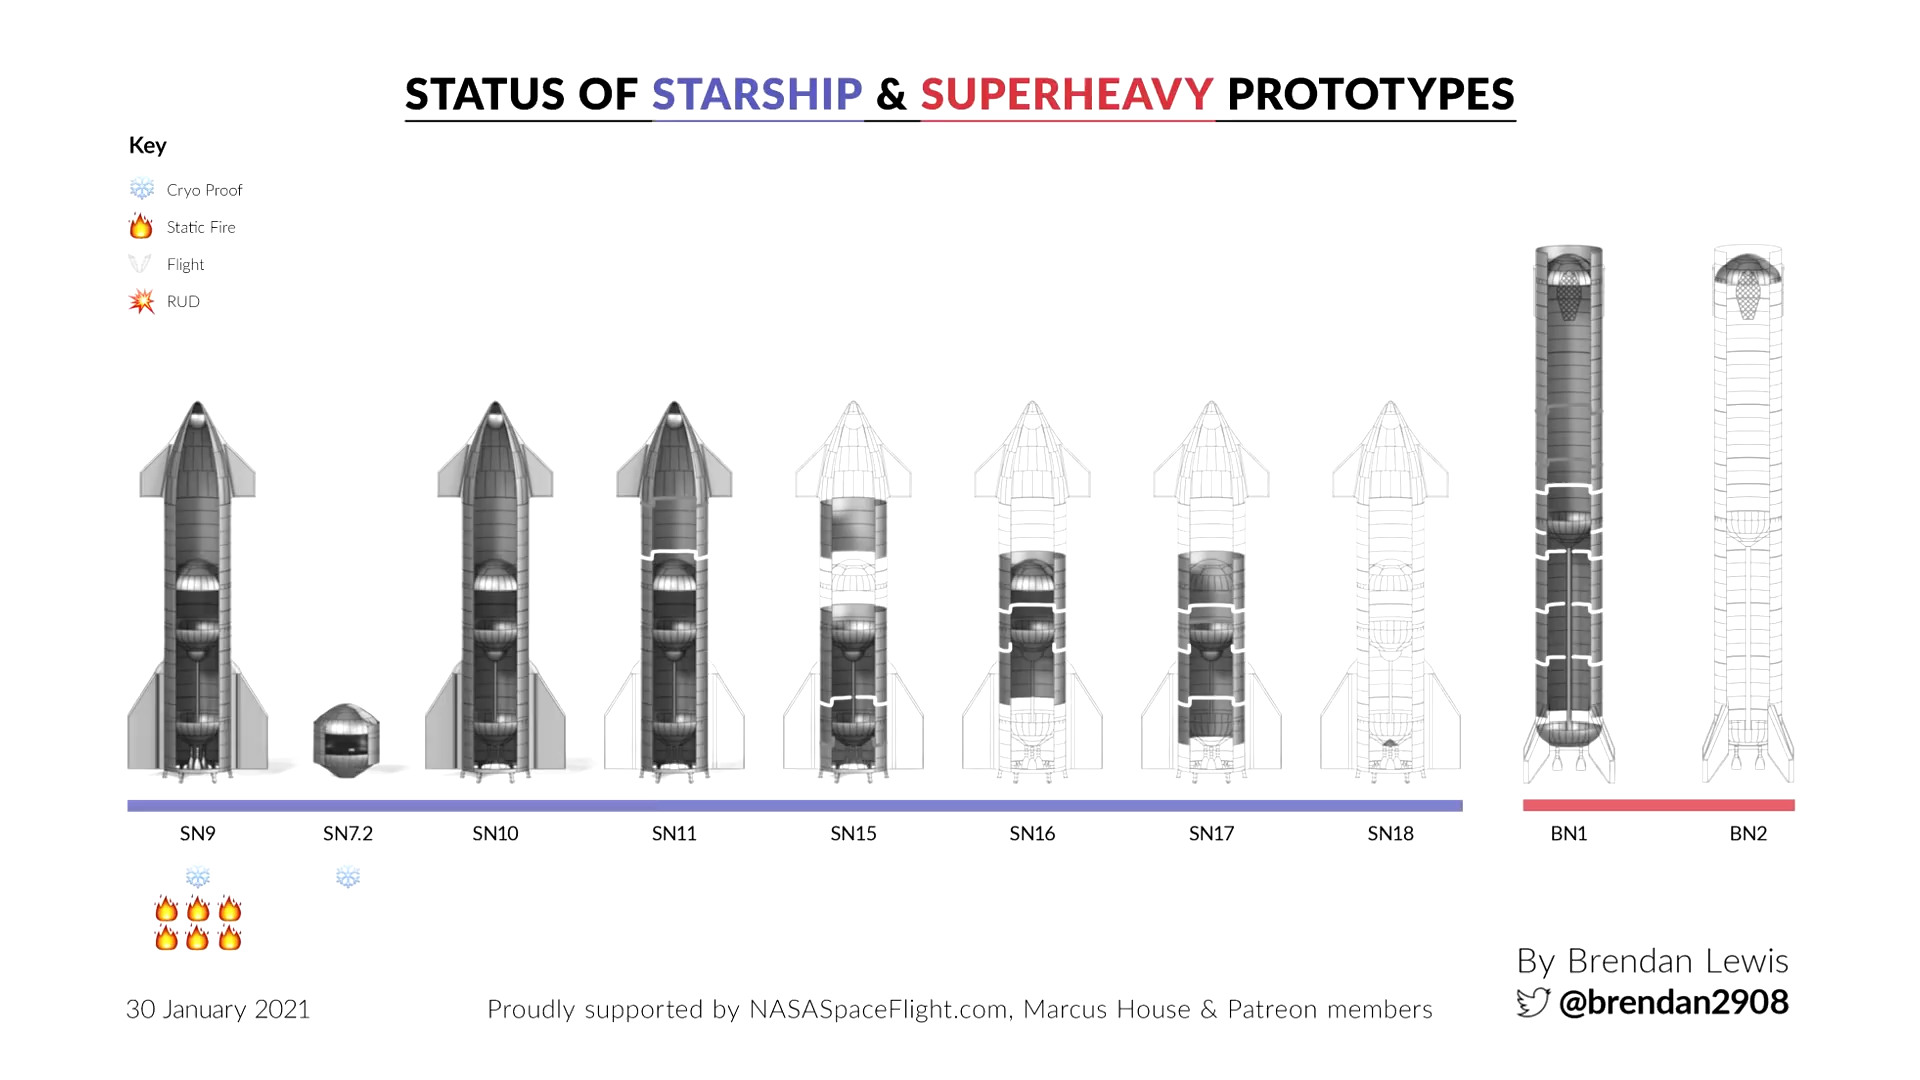 STATUS OF STARSHIP & SUPERHEAVY PROTOTYPES
Key
Cryo Proof
Static Fire
Flight
RUD
SN9
SN7.2
SN10
SN11
SN15
SN16
SN17
SN18
BN1
BN2
By Brendan Lewis
@brendan2908
30 January 2021
Proudly supported by NASASpaceFlight.com, Marcus House & Patreon members